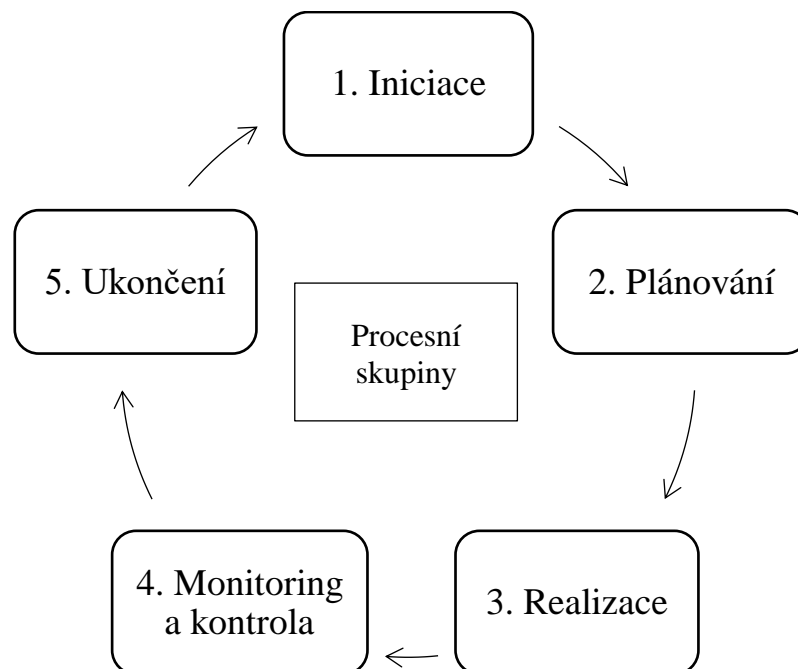 1. Iniciace
2. Plánování
3. Realizace
4. Monitoring
a kontrola
5. Ukončení
Procesní
skupiny